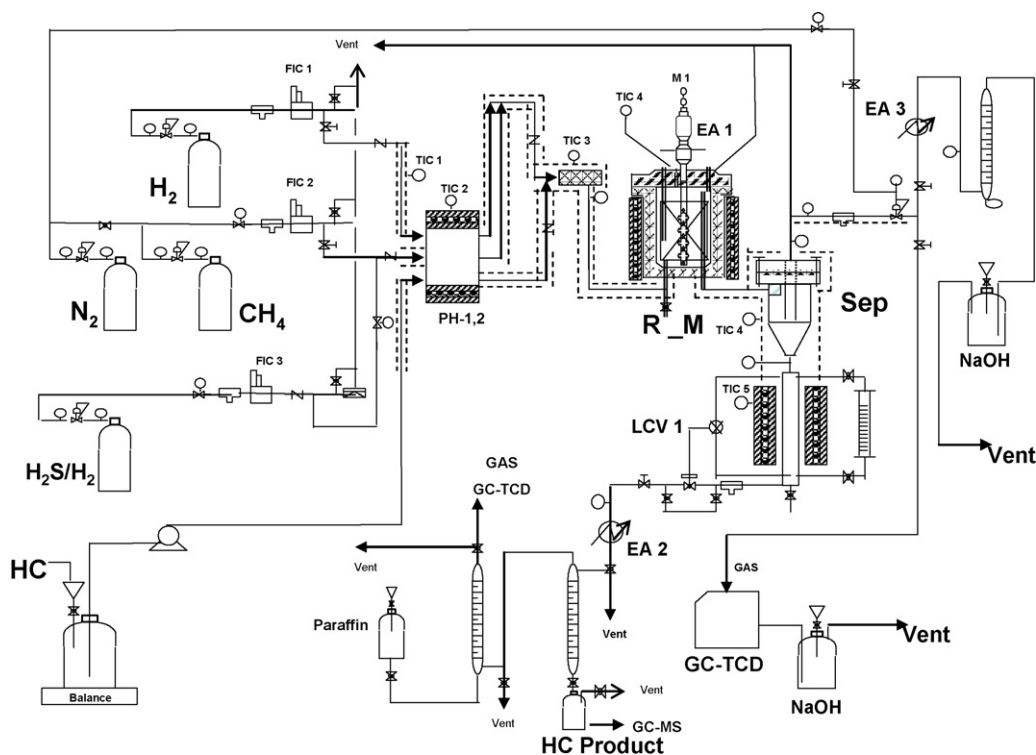 Vent
FIC 1
M 1
TIC 4
EA 1
EA 3
TIC 1
TIC 2
TIC 3
H2
FIC 2
N2
CH4
PH-1,2
R _M
Sep
TIC 4
NaOH
FIC 3
TIC 5
LCV 1
Vent
H2S/H2
GAS
GC-TCD
EA 2
HC
Vent
GAS
Paraffin
Vent
Vent
GC-TCD
NaOH
Balance
Vent
Vent
GC-MS
HC Product